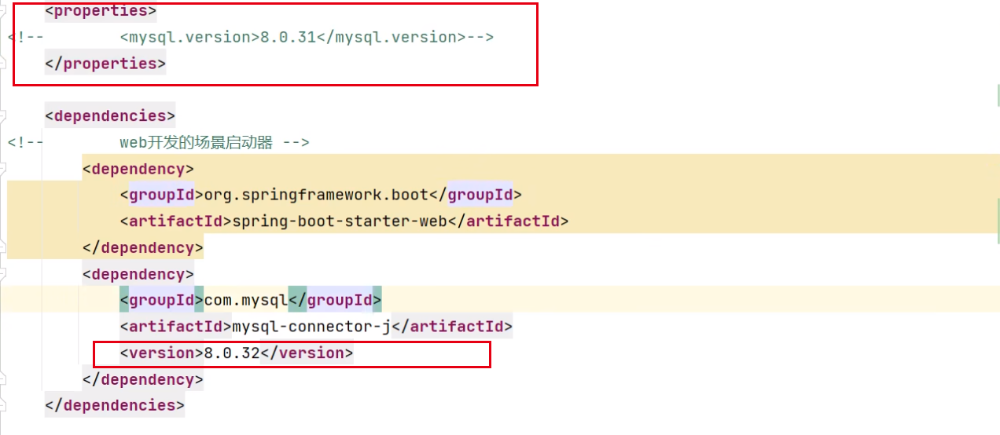 <properties>
<!--        <mysql.version>8.0.31</mysql.version>-->
</properties>
<dependencies>
<!--        web开发的场景启动器 -->
<dependency>
<groupId>org.springframework.boot</groupId>
<artifactId>spring-boot-starter-web</artifactId>
</dependency>
<dependency>
<groupId>com.mysql</groupId>
<artifactId>mysql-connector-j</artifactId>
<version>8.0.32</version>
</dependency>
</dependencies>